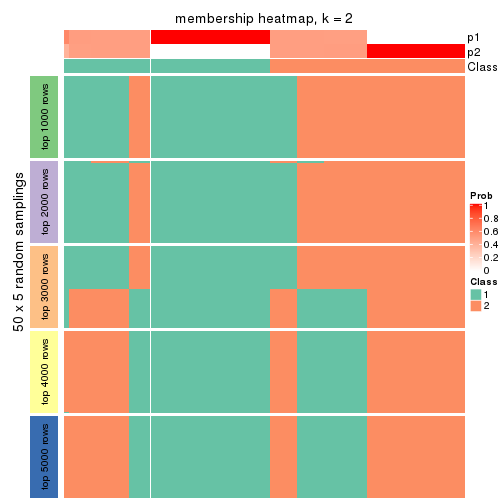 membership heatmap, k = 2
p1
p2
Class
50 x 5 random samplings
top 1000 rows
top 2000 rows
top 3000 rows
top 4000 rows
top 5000 rows
Prob
1
0.8
0.6
0.4
0.2
0
Class
1
2